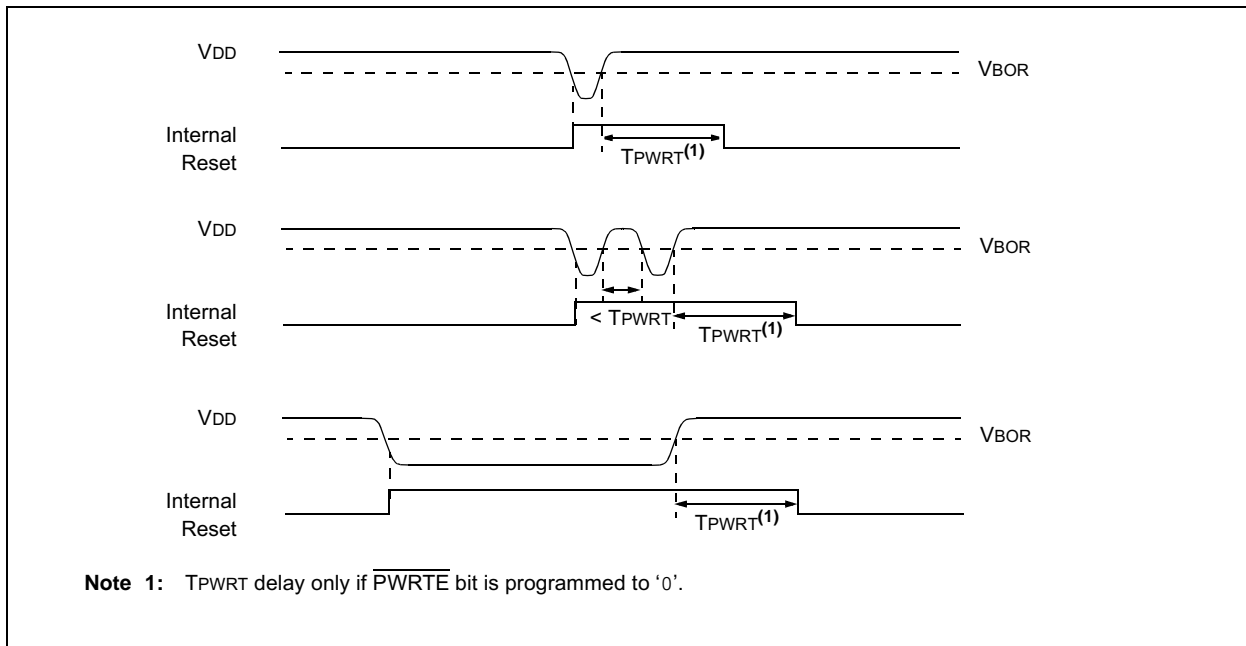 VDD
VBOR
Internal
Reset
TPWRT(1)
VDD
VBOR
Internal
Reset
< TPWRT
TPWRT(1)
VDD
VBOR
Internal
Reset
TPWRT(1)
Note 1: TPWRT delay only if PWRTE bit is programmed to ‘0’.